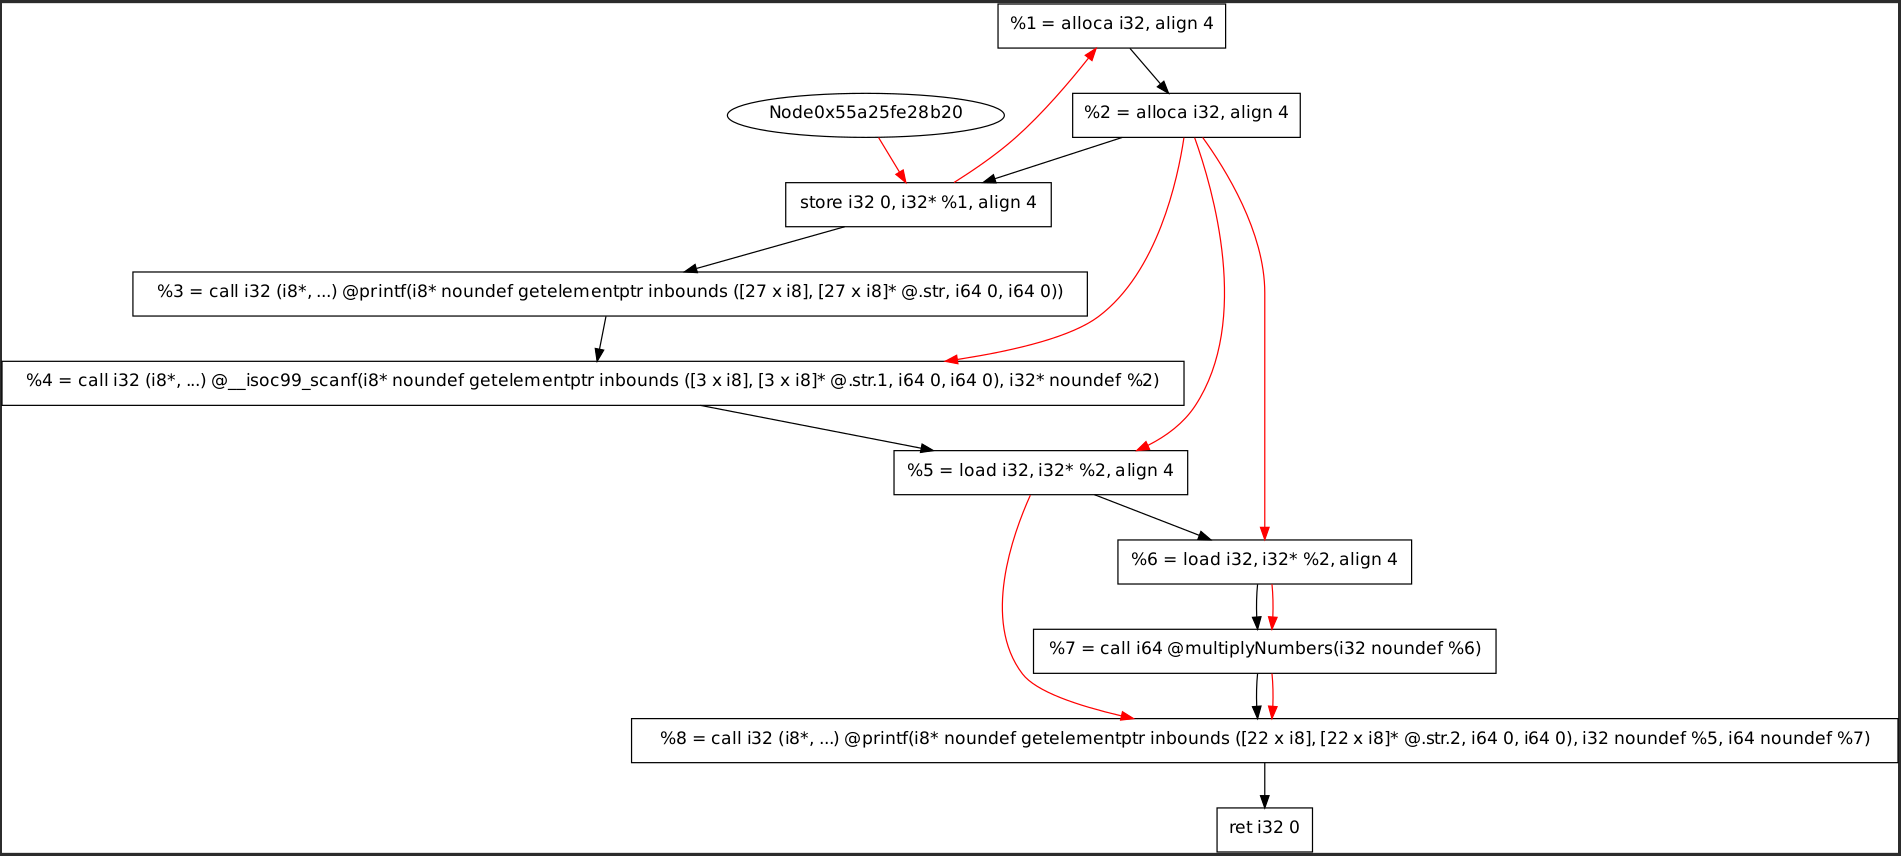 %1 = alloca i32, align 4
Node0x55a25fe28b20
%2 = alloca i32, align 4
store i32 0, i32* %1, align 4
%3 = call i32 (i8*, ...) @printf(i8* noundef getelementptr inbounds ([27 x i8], [27 x i8]* @.str, i64 0, i64 0))
%4 = call i32 (i8*, ...) @__isoc99_scanf(i8* noundef getelementptr inbounds ([3 x i8], [3 x i8]* @.str.1, i64 0, i64 0), i32* noundef %2)
%5 = load i32, i32* %2, align 4
%6 = load i32, i32* %2, align 4
%7 = call i64 @multiplyNumbers(i32 noundef %6)
%8 = call i32 (i8*, ...) @printf(i8* noundef getelementptr inbounds ([22 x i8], [22 x i8]* @.str.2, i64 0, i64 0), i32 noundef %5, i64 noundef %7)
ret i32 0